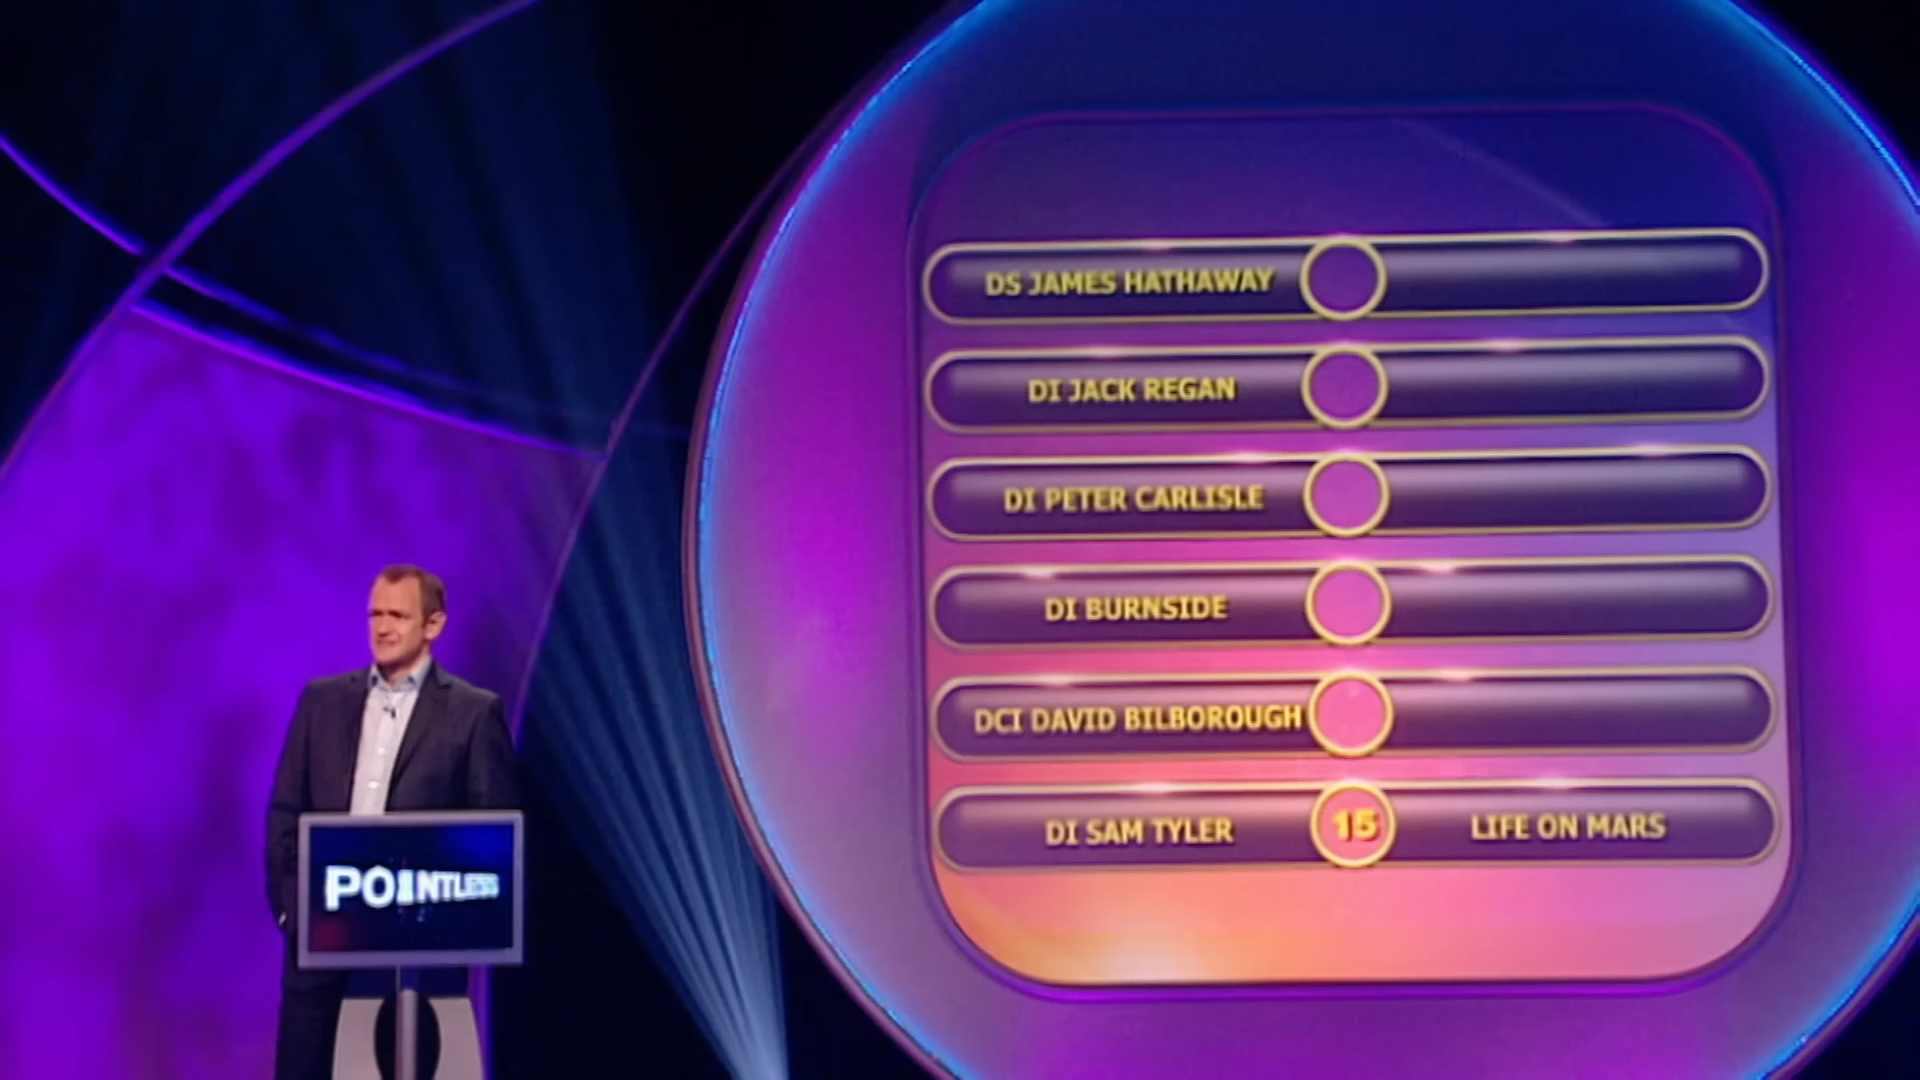 DS JAMES HATHAWAY
DI JACK REGAN
DI PETER CARLISLE
DI BURNSIDE
DCI DAVID BILBOROUGH
DI SAM TYLER 15 LIFE ON MARS
POINTLESS